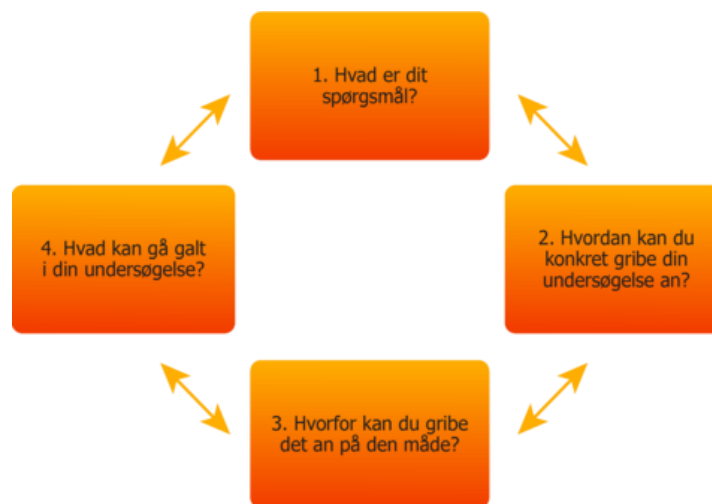 1. Hvad er dit
spørgsmål?
2. Hvordan kan du
konkret gribe din
undersøgelse an?
3. Hvorfor kan du gribe
det an på den måde?
4. Hvad kan gå galt
i din undersøgelse?